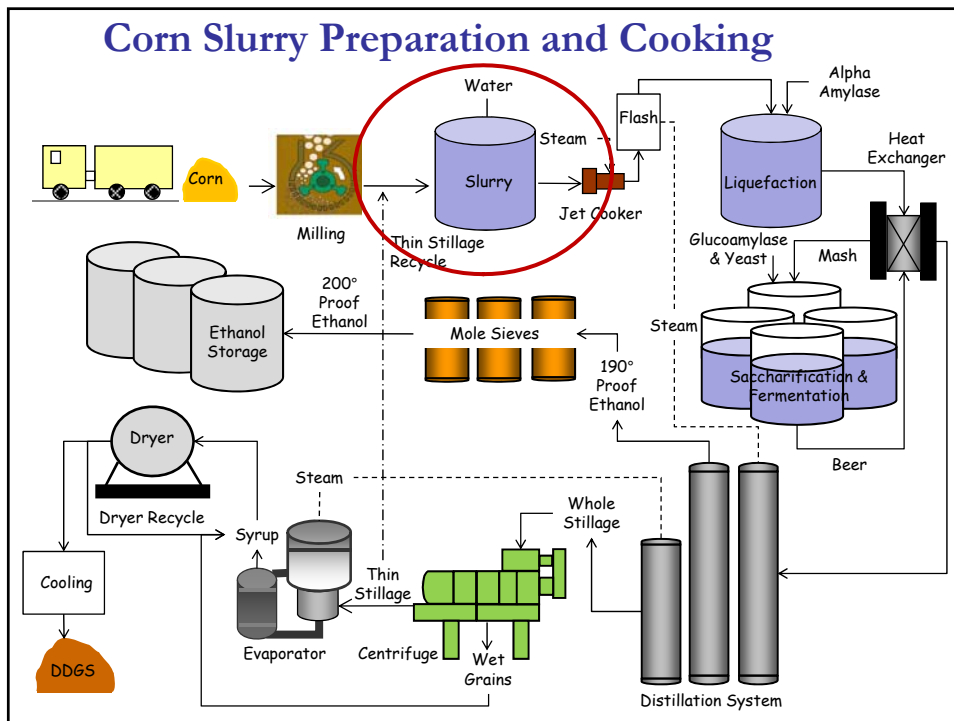 Corn Slurry Preparation and Cooking
Water
Alpha
Amylase
Flash
Steam
Heat
Exchanger
Corn
Slurry
Liquefaction
Jet Cooker
Milling
Thin Stillage
Recycle
Glucoamylase
& Yeast
Mash
200°
Proof
Ethanol
Ethanol
Storage
Mole Sieves
Steam
190°
Proof
Ethanol
Saccharification &
Fermentation
Beer
Dryer
Steam
Whole
Stillage
Dryer Recycle
Syrup
Cooling
Thin
Stillage
Evaporator
Centrifuge
Wet
Grains
DDGS
Distillation System